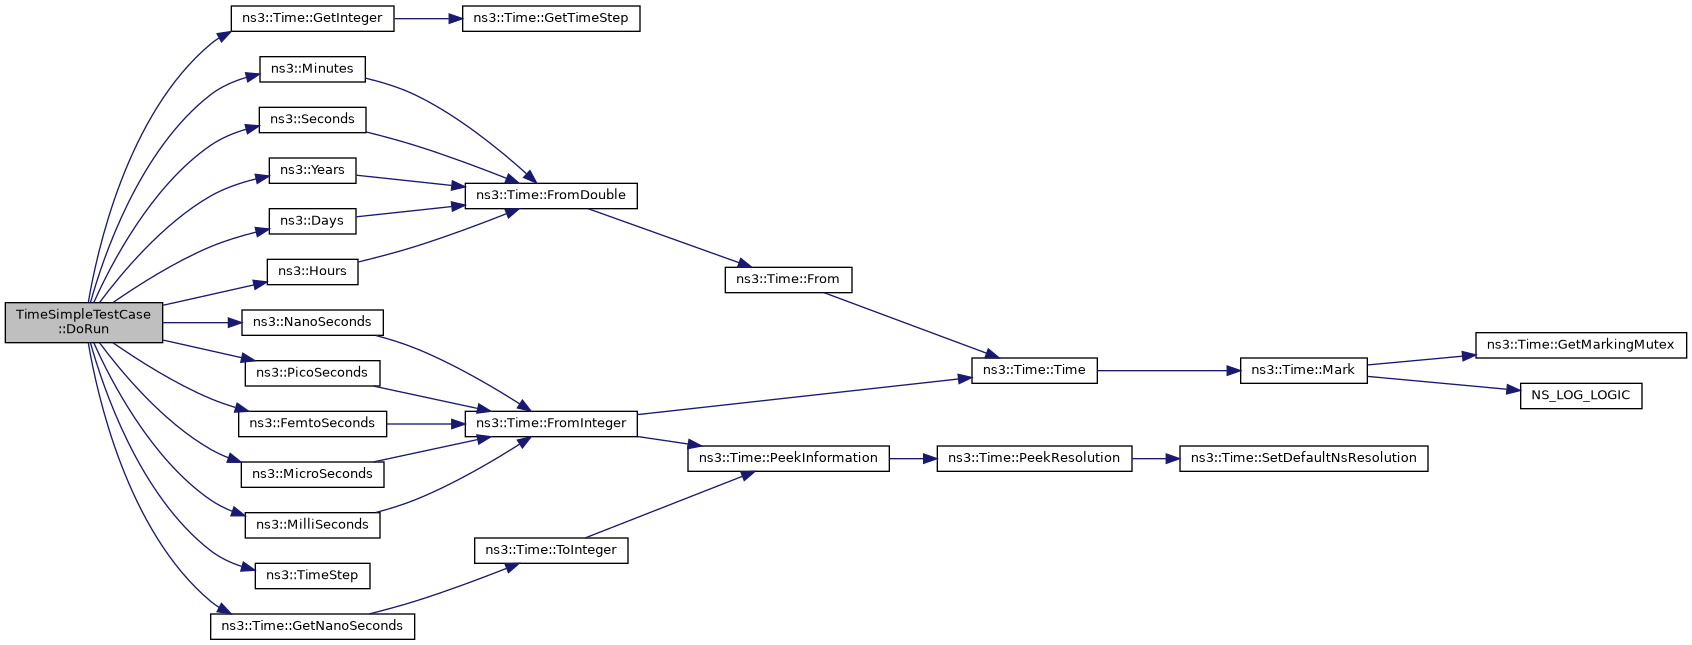 ns3::Time::GetInteger
ns3::Time::GetTimeStep
ns3::Minutes
ns3::Seconds
ns3::Years
ns3::Time::FromDouble
ns3::Days
ns3::Hours
ns3::Time::From
TimeSimpleTestCase
::DoRun
ns3::NanoSeconds
ns3::Time::GetMarkingMutex
ns3::PicoSeconds
ns3::Time::Time
ns3::Time::Mark
NS_LOG_LOGIC
ns3::FemtoSeconds
ns3::Time::FromInteger
ns3::Time::PeekInformation
ns3::Time::PeekResolution
ns3::Time::SetDefaultNsResolution
ns3::MicroSeconds
ns3::MilliSeconds
ns3::Time::ToInteger
ns3::TimeStep
ns3::Time::GetNanoSeconds